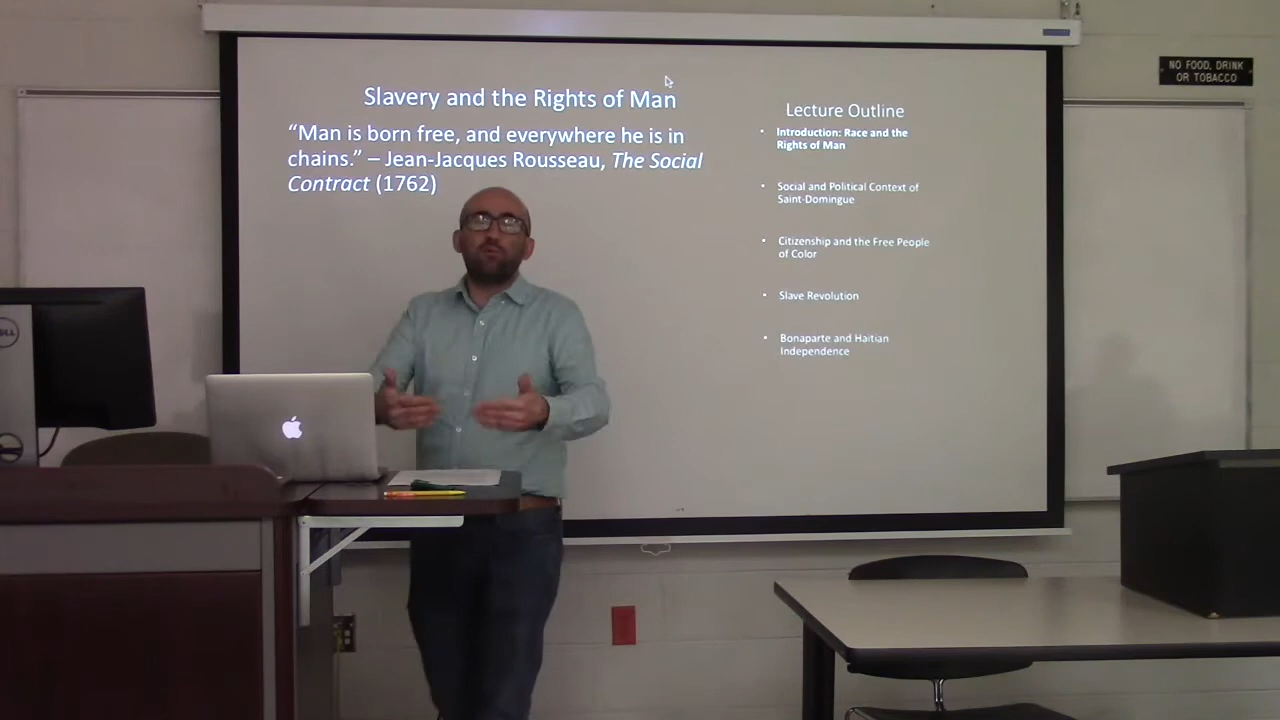 Slavery and the Rights of Man
“Man is born free, and everywhere he is in
chains.” – Jean-Jacques Rousseau, The Social
Contract (1762)
Lecture Outline
• Introduction: Race and the
Rights of Man
• Social and Political Context of
Saint-Domingue
• Citizenship and the Free People
of Color
• Slave Revolution
• Bonaparte and Haitian
Independence
NO FOOD, DRINK
OR TOBACCO
DELL